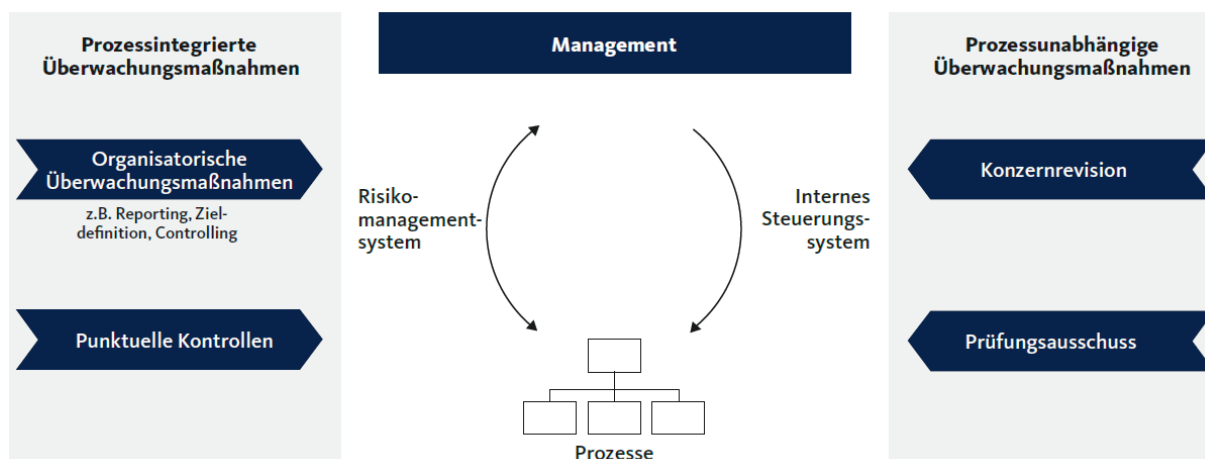 Prozessintegrierte
Überwachungsmaßnahmen
Organisatorische
Überwachungsmaßnahmen
z.B. Reporting, Ziel-
definition, Controlling
Punktuelle Kontrollen
Management
Risiko-
management-
system
Internes
Steuerungs-
system
Prozesse
Prozessunabhängige
Überwachungsmaßnahmen
Konzernrevision
Prüfungsausschuss